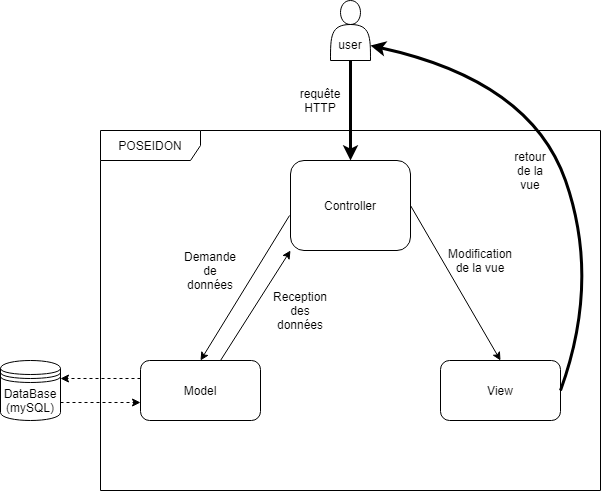 user
requête
HTTP
POSEIDON
retour
de la
vue
Controller
Demande
de
données
Modification
de la vue
Reception
des
données
DataBase
(mySQL)
Model
View